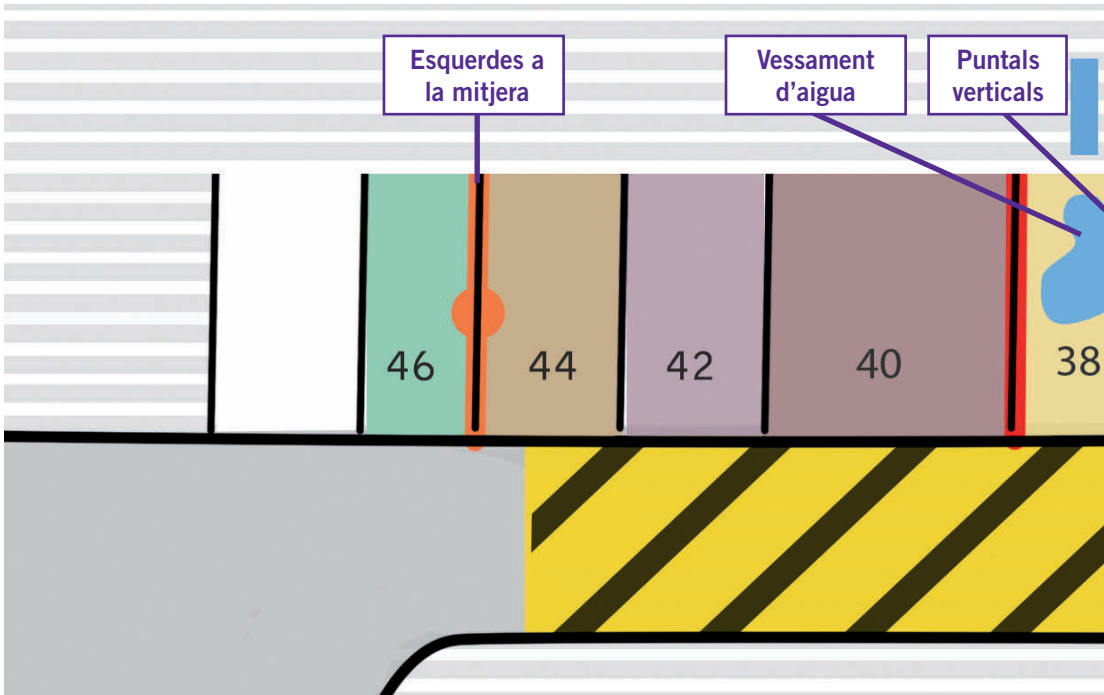 Esquerdes a
la mitjera
Vessament
d’aigua
Puntals
verticals
46
44
42
40
38